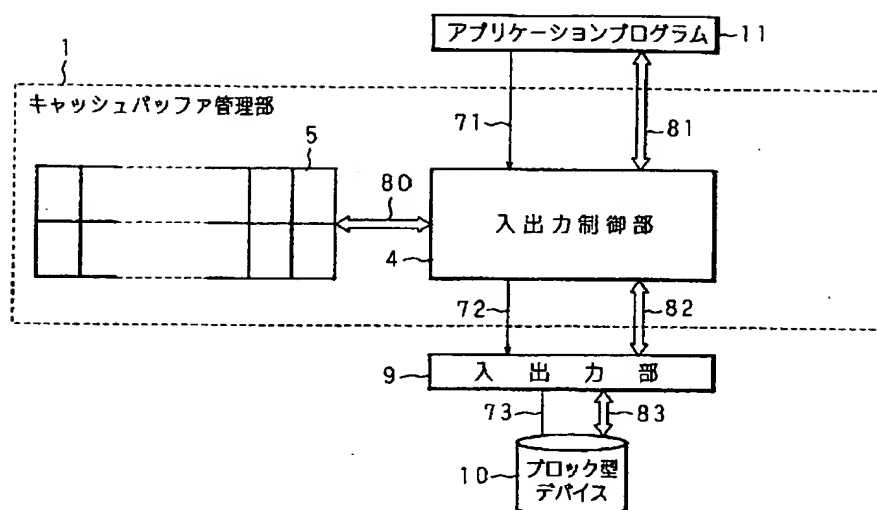 アプリケーションプログラム
11
1
キャッシュバッファ管理部
5
71
81
80
入出力制御部
4
72
82
9
入出力部
73
83
10
ブロック型
デバイス